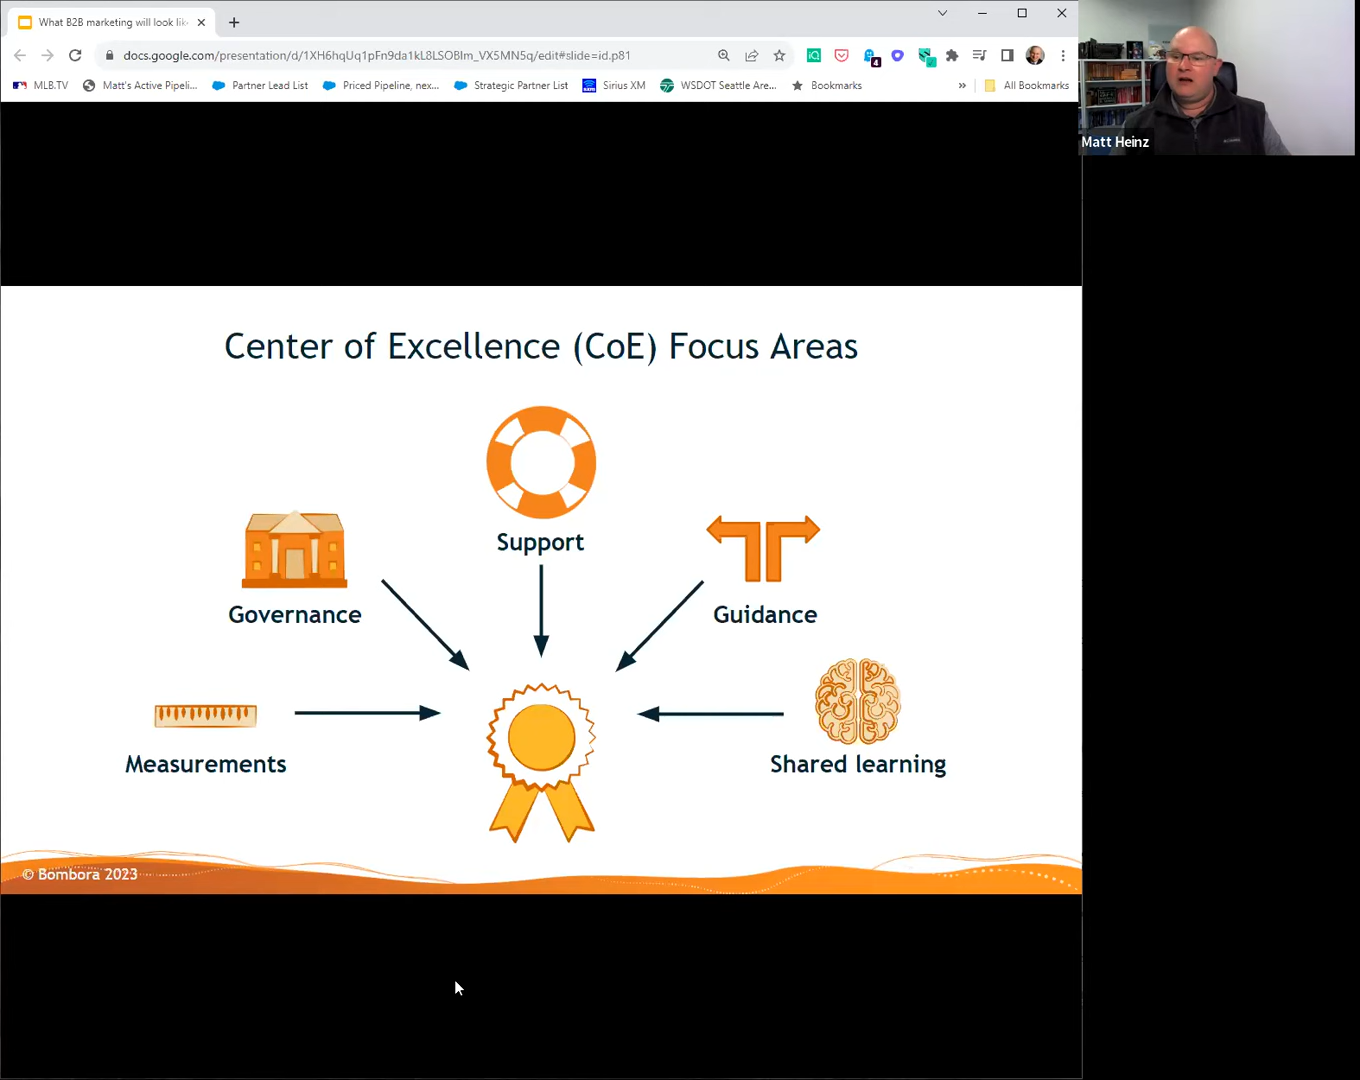 What B2B marketing will look lik
docs.google.com/presentation/d/1XH6hqUq1pFn9da1kL8LSOBIm_VX5MN5q/edit#slide=id.p81
4
MLB.TV
Matt's Active Pipeli...
Partner Lead List
Priced Pipeline, nex...
Strategic Partner List
Sirius XM
WSDOT Seattle Are...
Bookmarks
»
All Bookmarks
Matt Heinz
Center of Excellence (CoE) Focus Areas
Support
Governance
Guidance
Measurements
Shared learning
© Bombora 2023